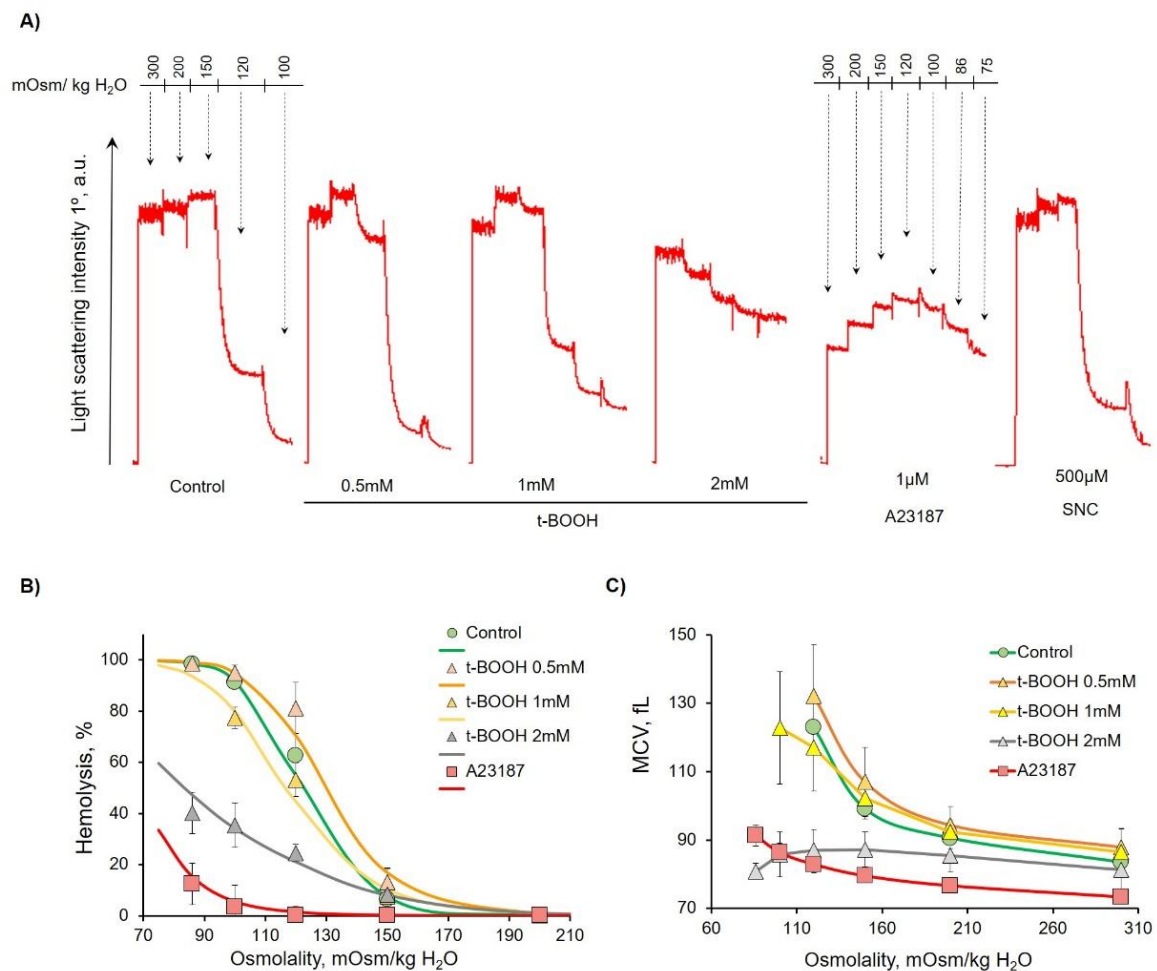 A)
mOsm/ kg H₂O
300 200 150 120 100
300 200 150 120 100 86 75
Light scattering intensity 1º, a.u.
Control
0.5mM 1mM 2mM
t-BOOH
1µM
A23187
500µM
SNC
B)
Hemolysis, %
100
80
60
40
20
0
70 90 110 130 150 170 190 210
Osmolality, mOsm/kg H₂O
Control
t-BOOH 0.5mM
t-BOOH 1mM
t-BOOH 2mM
A23187
C)
MCV, fL
150
130
110
90
70
60 110 160 210 260 310
Osmolality, mOsm/kg H₂O
Control
t-BOOH 0.5mM
t-BOOH 1mM
t-BOOH 2mM
A23187